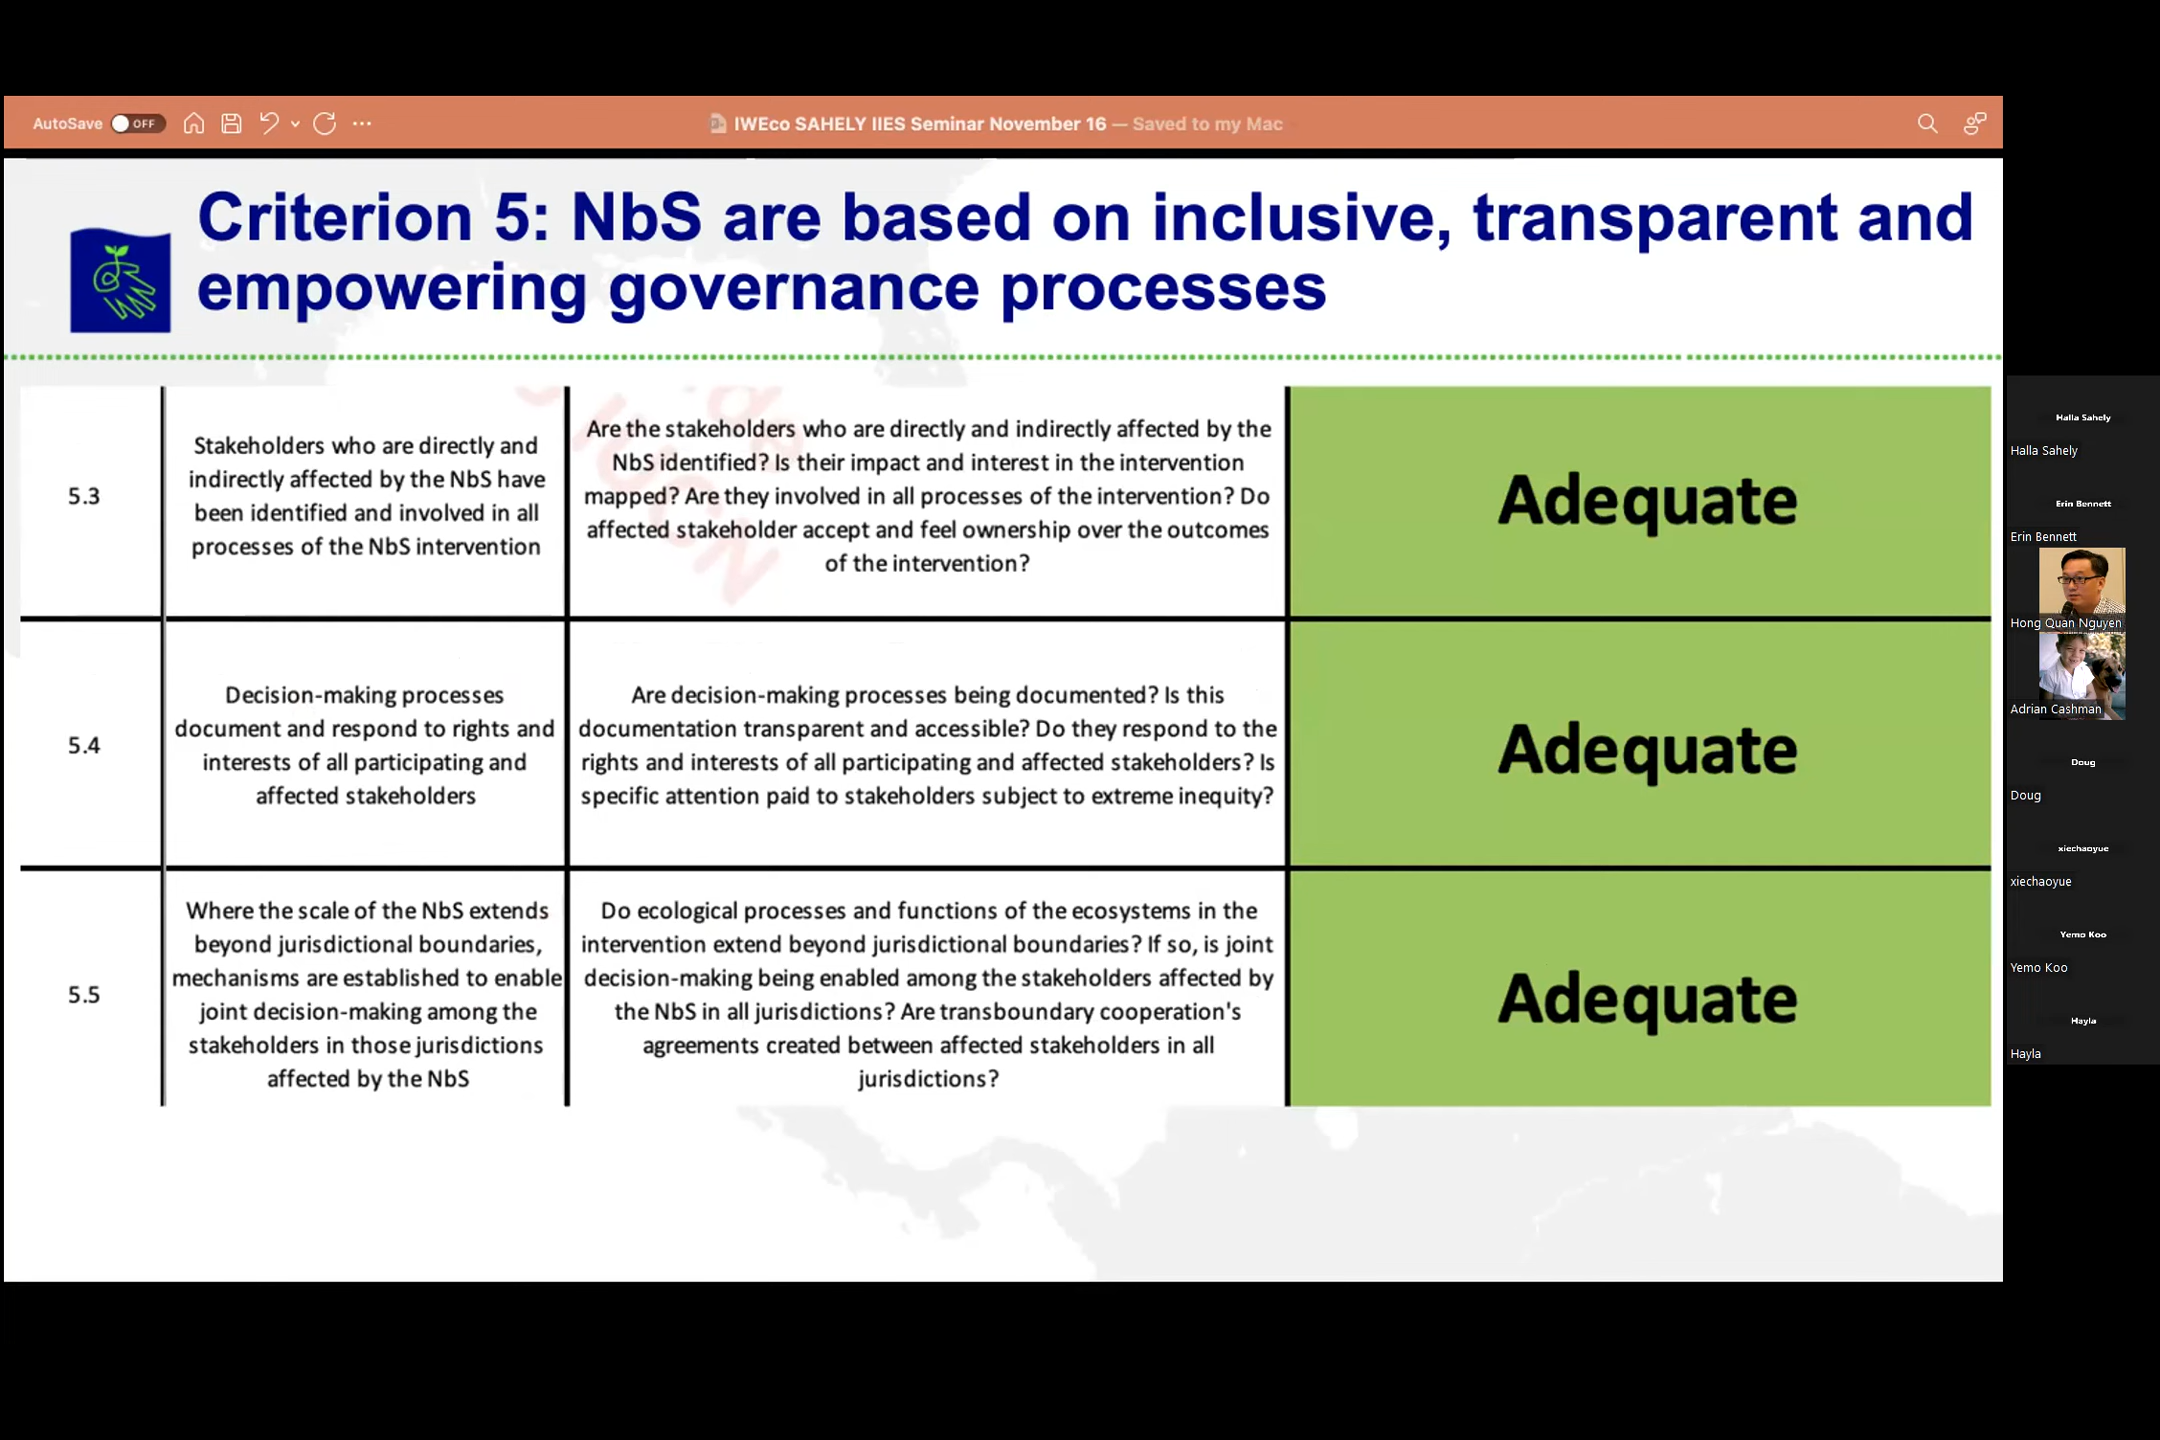 AutoSave OFF
IWEco SAHELY IIES Seminar November 16 — Saved to my Mac
Criterion 5: NbS are based on inclusive, transparent and
empowering governance processes
5.3
Stakeholders who are directly and
indirectly affected by the NbS have
been identified and involved in all
processes of the NbS intervention
Are the stakeholders who are directly and indirectly affected by the
NbS identified? Is their impact and interest in the intervention
mapped? Are they involved in all processes of the intervention? Do
affected stakeholder accept and feel ownership over the outcomes
of the intervention?
Adequate
5.4
Decision-making processes
document and respond to rights and
interests of all participating and
affected stakeholders
Are decision-making processes being documented? Is this
documentation transparent and accessible? Do they respond to the
rights and interests of all participating and affected stakeholders? Is
specific attention paid to stakeholders subject to extreme inequity?
Adequate
5.5
Where the scale of the NbS extends
beyond jurisdictional boundaries,
mechanisms are established to enable
joint decision-making among the
stakeholders in those jurisdictions
affected by the NbS
Do ecological processes and functions of the ecosystems in the
intervention extend beyond jurisdictional boundaries? If so, is joint
decision-making being enabled among the stakeholders affected by
the NbS in all jurisdictions? Are transboundary cooperation's
agreements created between affected stakeholders in all
jurisdictions?
Adequate
IUCN
Halla Sahely
Halla Sahely
Erin Bennett
Erin Bennett
Hong Quan Nguyen
Adrian Cashman
Doug
Doug
xiechaoyue
xiechaoyue
Yemo Koo
Yemo Koo
Hayla
Hayla